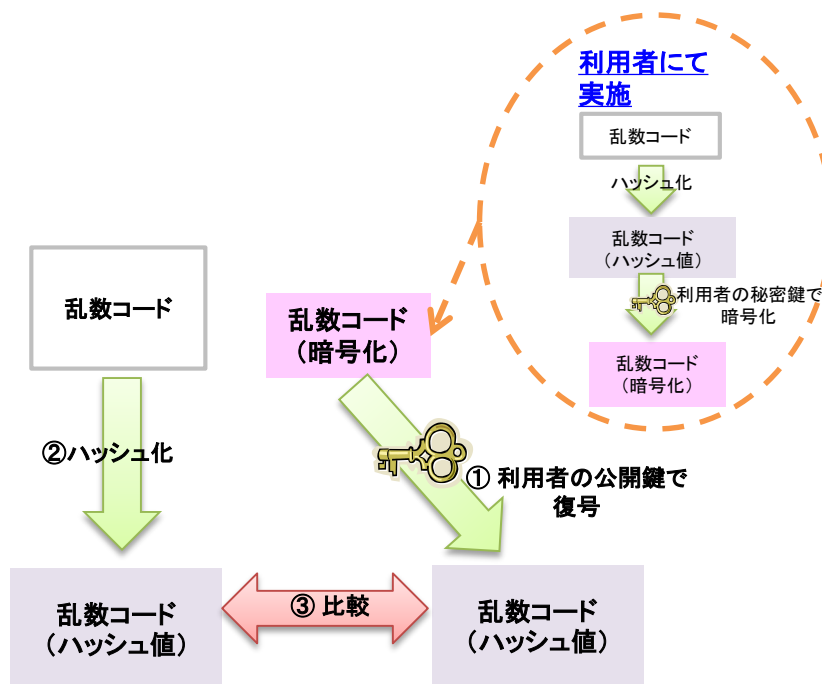 利用者にて
実施
乱数コード
ハッシュ化
乱数コード
（ハッシュ値）
利用者の秘密鍵で
暗号化
乱数コード
（暗号化）
乱数コード
乱数コード
（暗号化）
②ハッシュ化
① 利用者の公開鍵で
復号
乱数コード
（ハッシュ値）
③ 比較
乱数コード
（ハッシュ値）